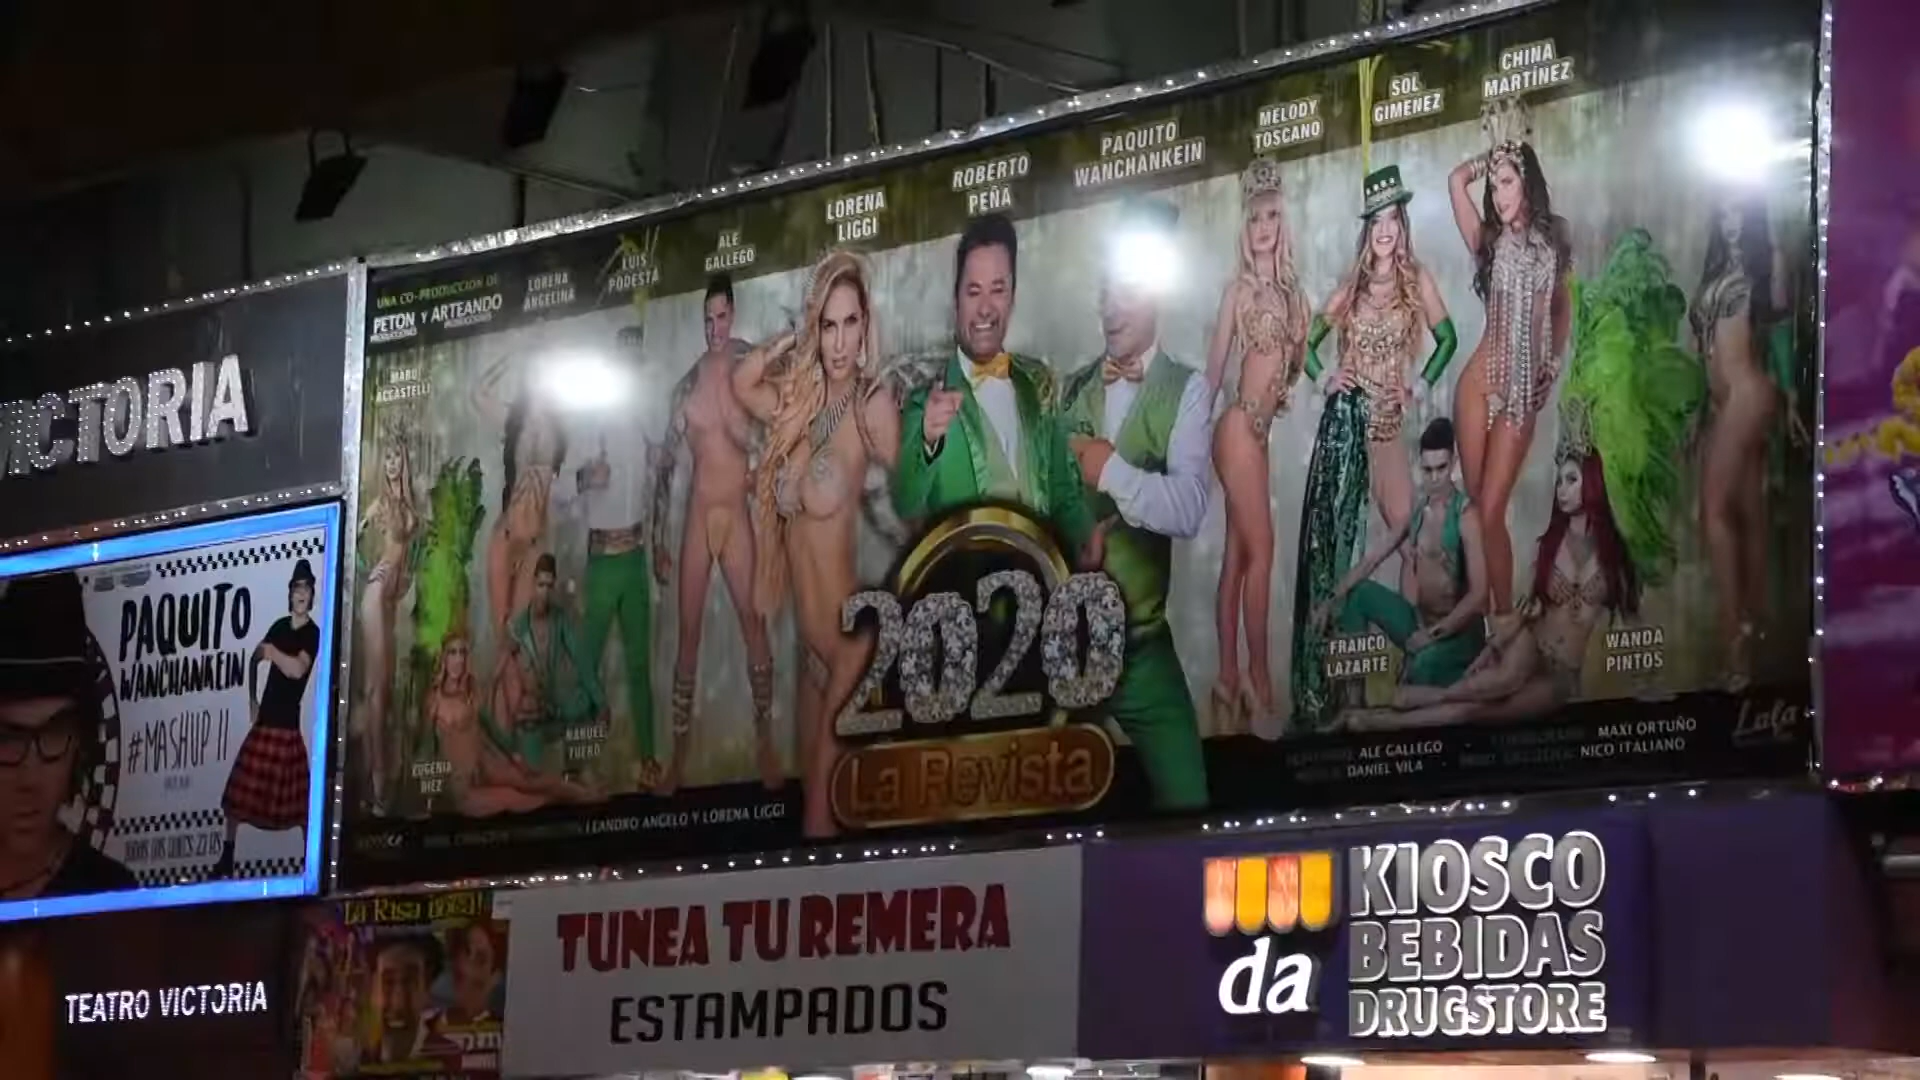 VICTORIA
PAQUITO
WANCHANKEIN
#MASHUP II
TEATRO VICTORIA
UNA CO-PRODUCCION DE
PETON Y ARTEANDO
LORENA
ANGELINA
LUIS
PODESTA
ALE
GALLEGO
LORENA
LIGGI
ROBERTO
PEÑA
PAQUITO
WANCHANKEIN
MELODY
TOSCANO
SOL
GIMENEZ
CHINA
MARTÍNEZ
MARU
ACCASTELLI
EUGENIA
DIEZ
FRANCO
LAZARTE
WANDA
PINTOS
2020
La Revista
LEANDRO ANGELO Y LORENA LIGGI
ALE GALLEGO
DANIEL VILA
MAXI ORTUÑO
NICO ITALIANO
Lala
La Risa
TUNEA TU REMERA
ESTAMPADOS
da
KIOSCO
BEBIDAS
DRUGSTORE